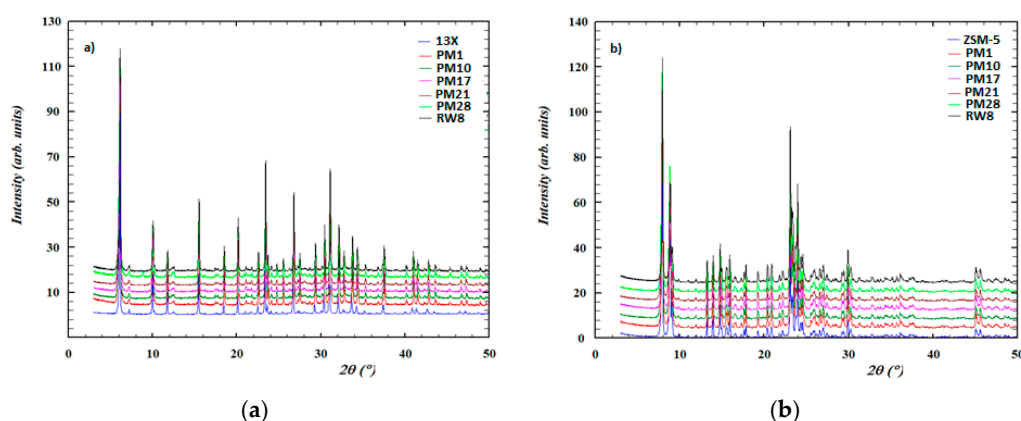 a)
13X
PM1
PM10
PM17
PM21
PM28
RW8
Intensity (arb. units)
130
110
90
70
50
30
10
0 10 20 30 40 50
2θ (°)
(a)
b)
ZSM-5
PM1
PM10
PM17
PM21
PM28
RW8
Intensity (arb. units)
140
120
100
80
60
40
20
0
0 10 20 30 40 50
2θ (°)
(b)